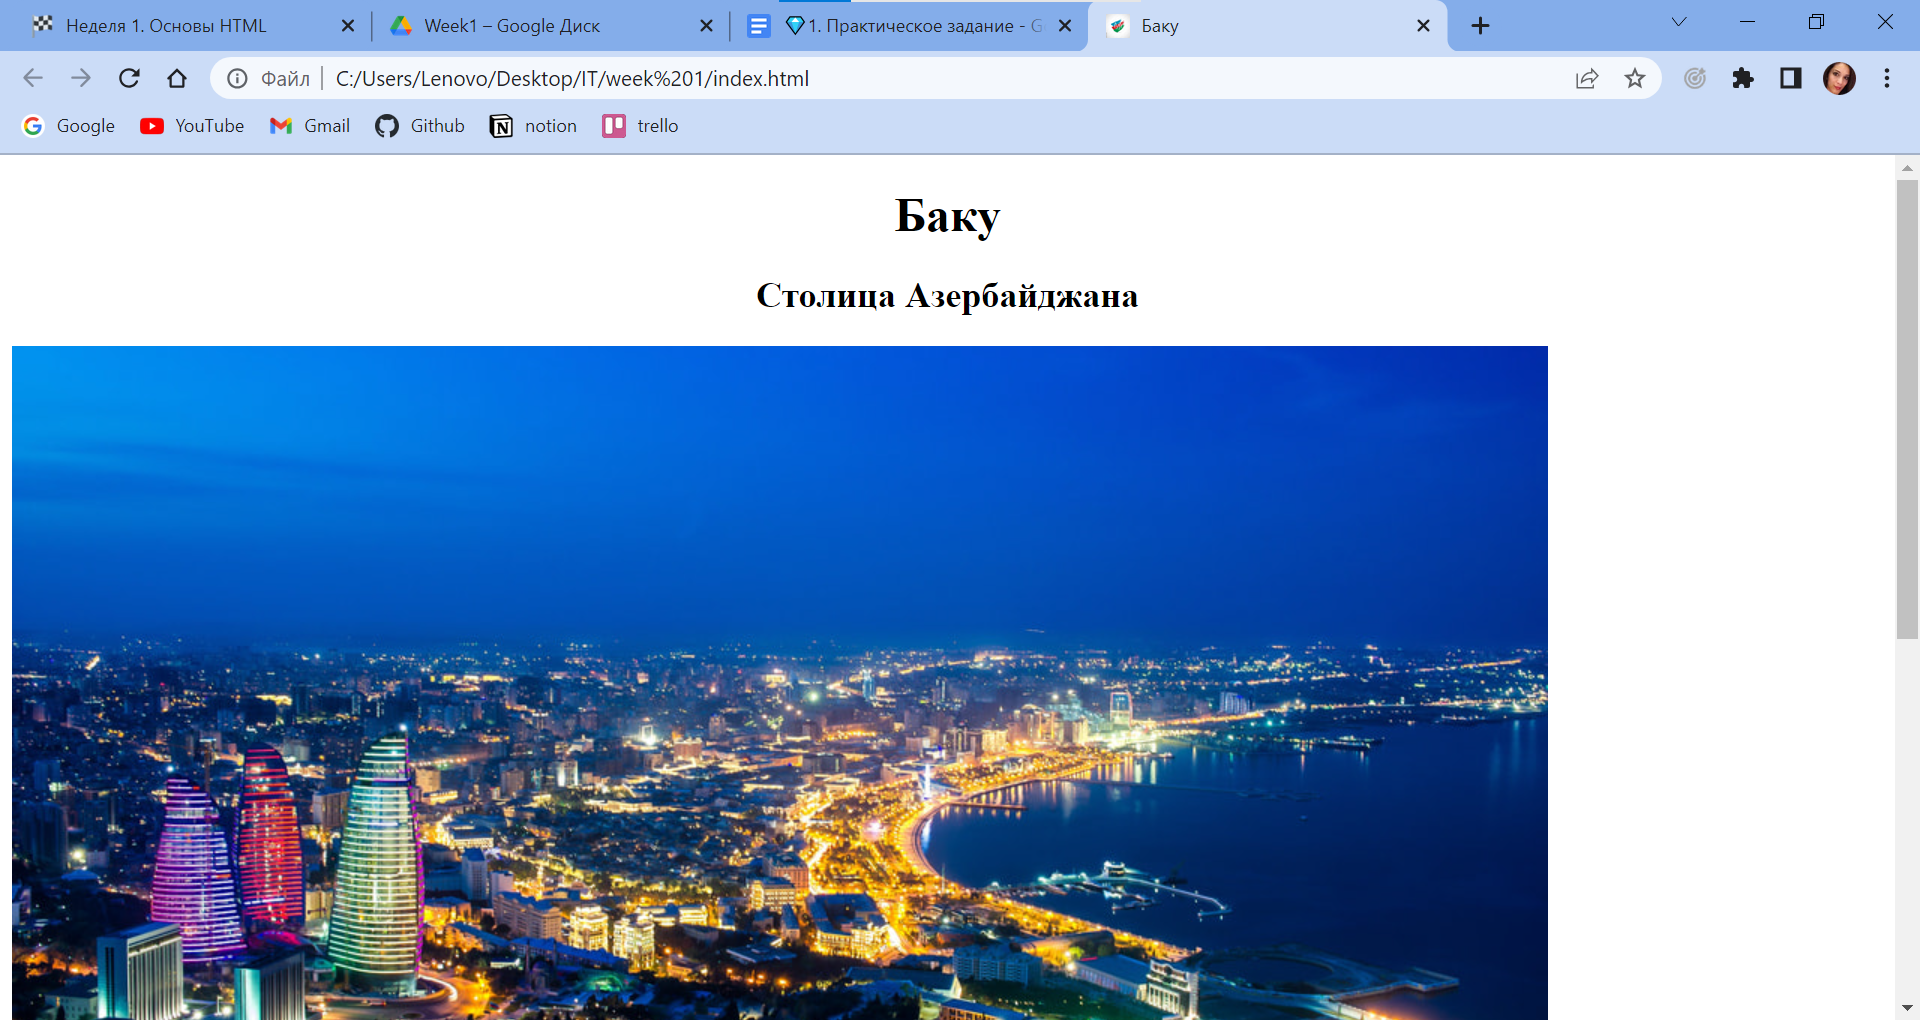 Неделя 1. Основы HTML
Week1 – Google Диск
1. Практическое задание - G
Баку
Файл
C:/Users/Lenovo/Desktop/IT/week%201/index.html
Google
YouTube
Gmail
Github
notion
trello
Баку
Столица Азербайджана